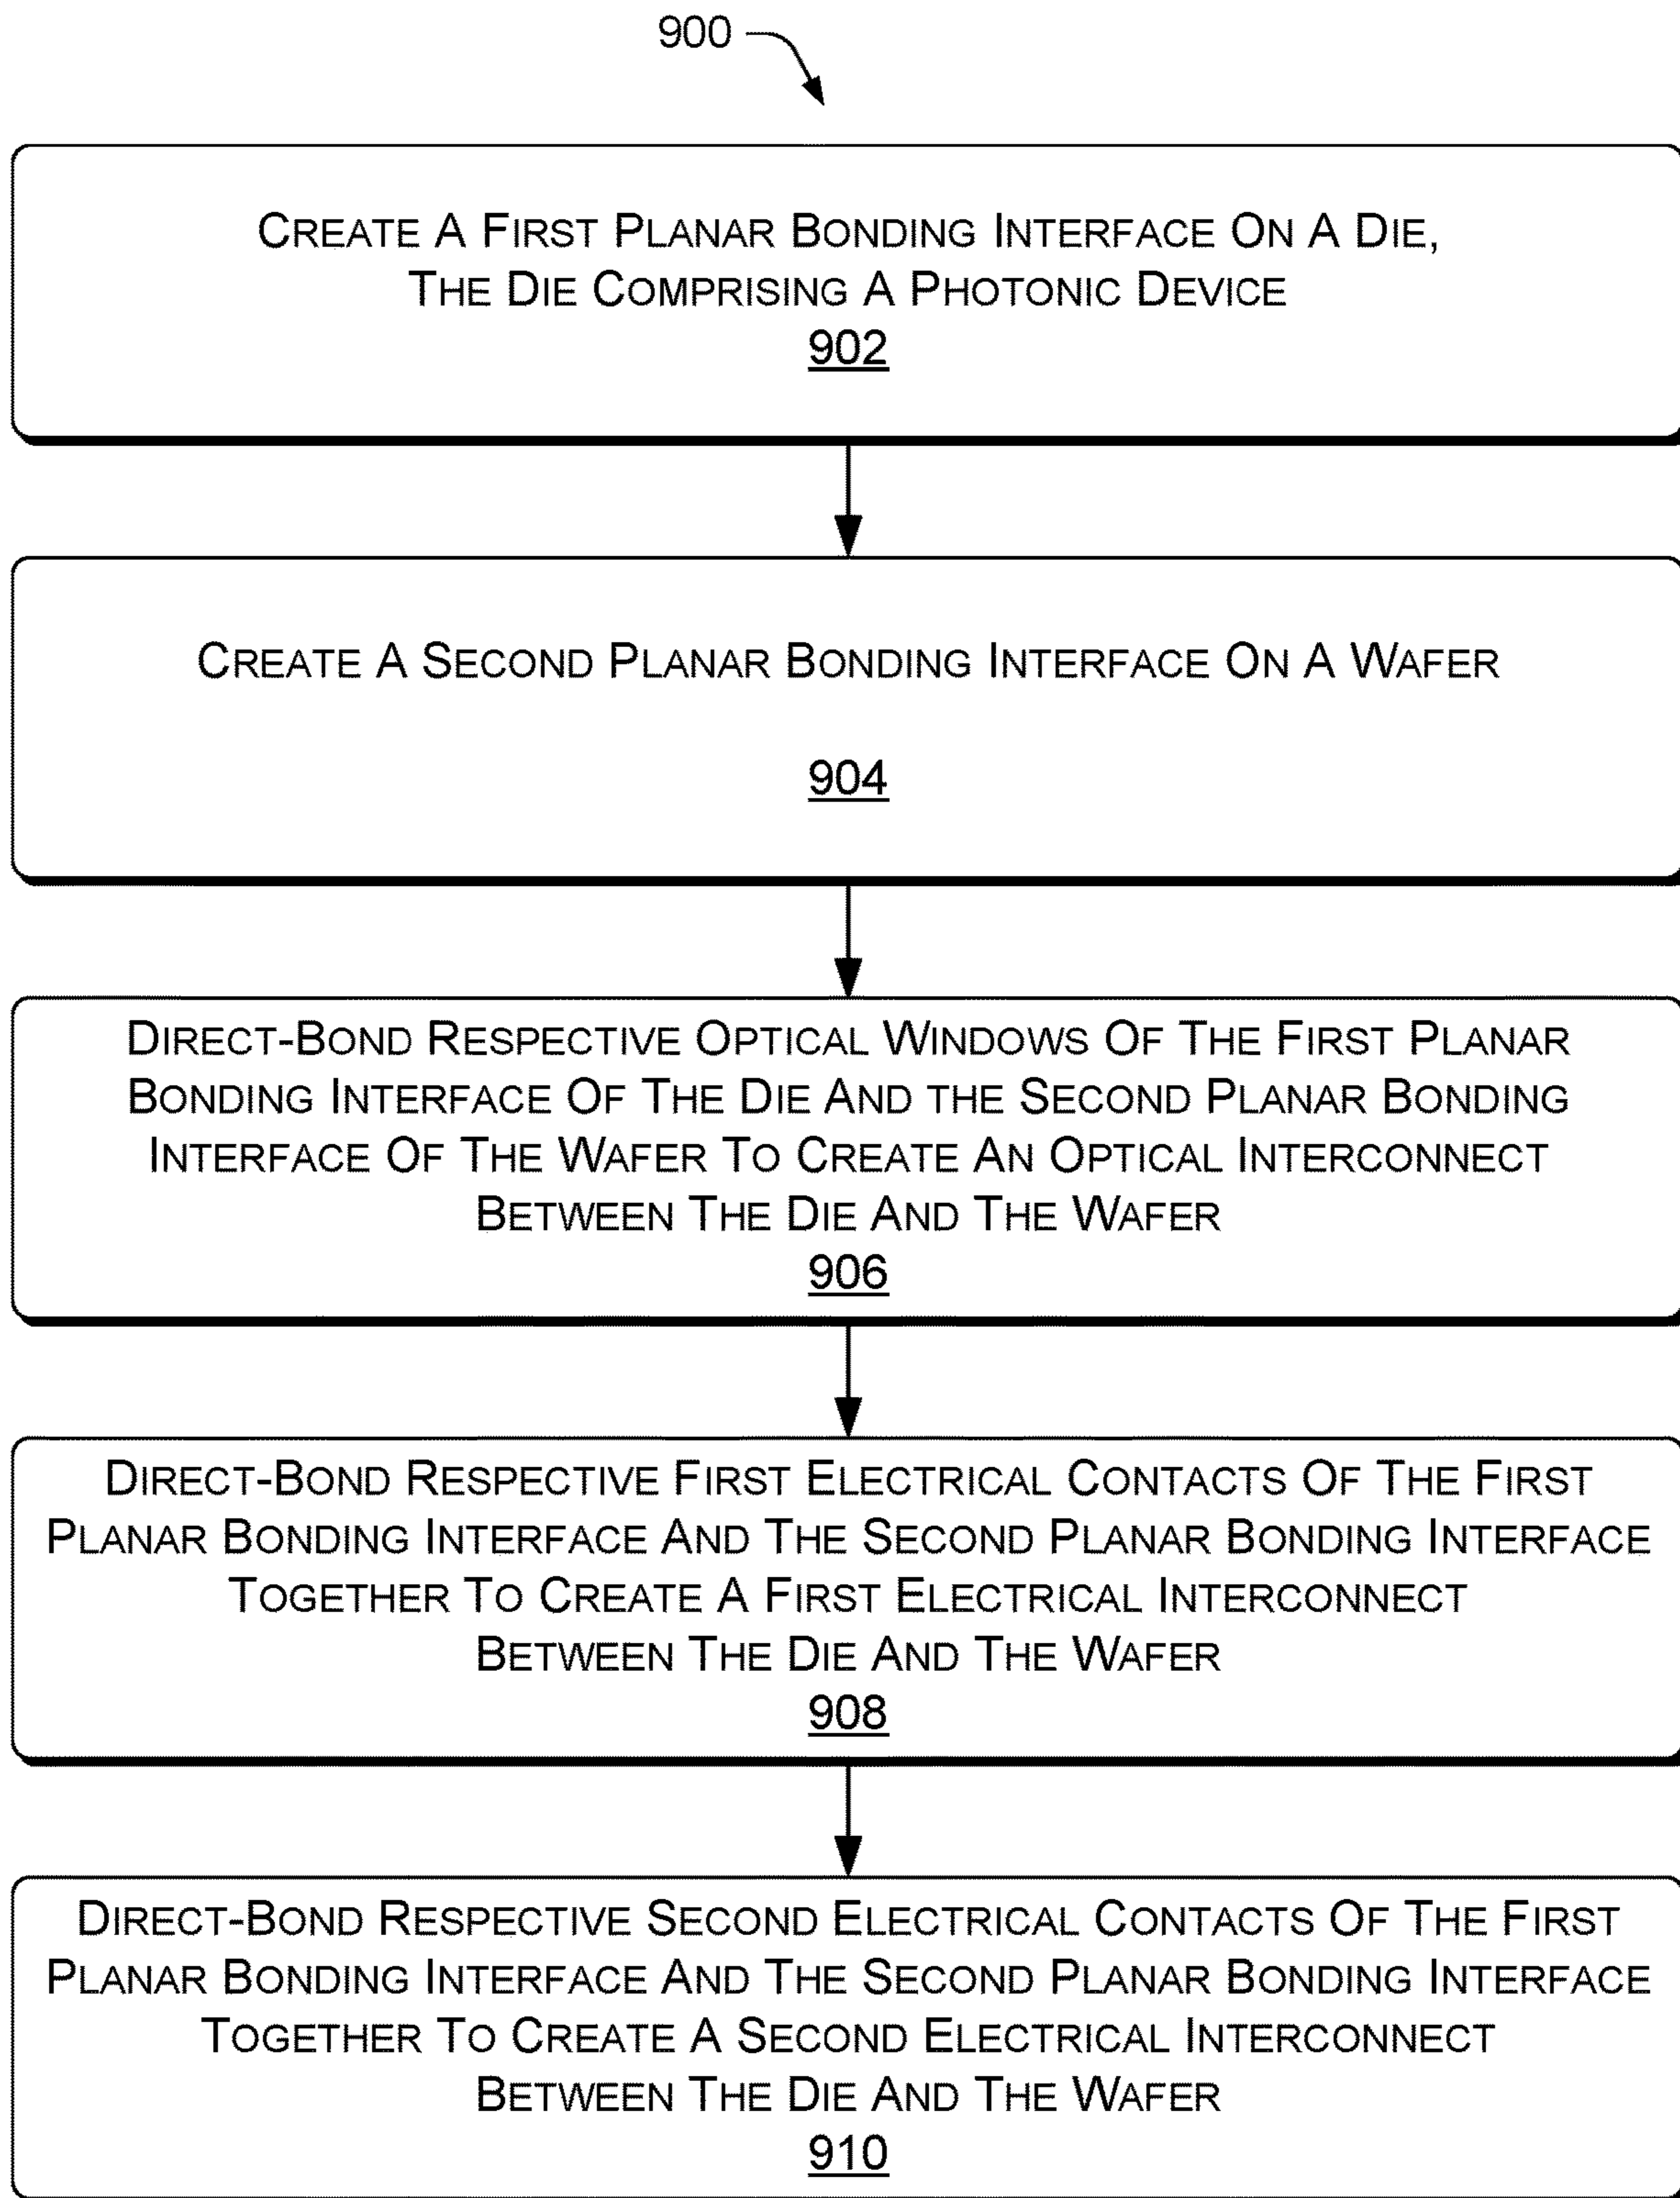 900
CREATE A FIRST PLANAR BONDING INTERFACE ON A DIE,
THE DIE COMPRISING A PHOTONIC DEVICE
902
CREATE A SECOND PLANAR BONDING INTERFACE ON A WAFER
904
DIRECT-BOND RESPECTIVE OPTICAL WINDOWS OF THE FIRST PLANAR
BONDING INTERFACE OF THE DIE AND THE SECOND PLANAR BONDING
INTERFACE OF THE WAFER TO CREATE AN OPTICAL INTERCONNECT
BETWEEN THE DIE AND THE WAFER
906
DIRECT-BOND RESPECTIVE FIRST ELECTRICAL CONTACTS OF THE FIRST
PLANAR BONDING INTERFACE AND THE SECOND PLANAR BONDING INTERFACE
TOGETHER TO CREATE A FIRST ELECTRICAL INTERCONNECT
BETWEEN THE DIE AND THE WAFER
908
DIRECT-BOND RESPECTIVE SECOND ELECTRICAL CONTACTS OF THE FIRST
PLANAR BONDING INTERFACE AND THE SECOND PLANAR BONDING INTERFACE
TOGETHER TO CREATE A SECOND ELECTRICAL INTERCONNECT
BETWEEN THE DIE AND THE WAFER
910